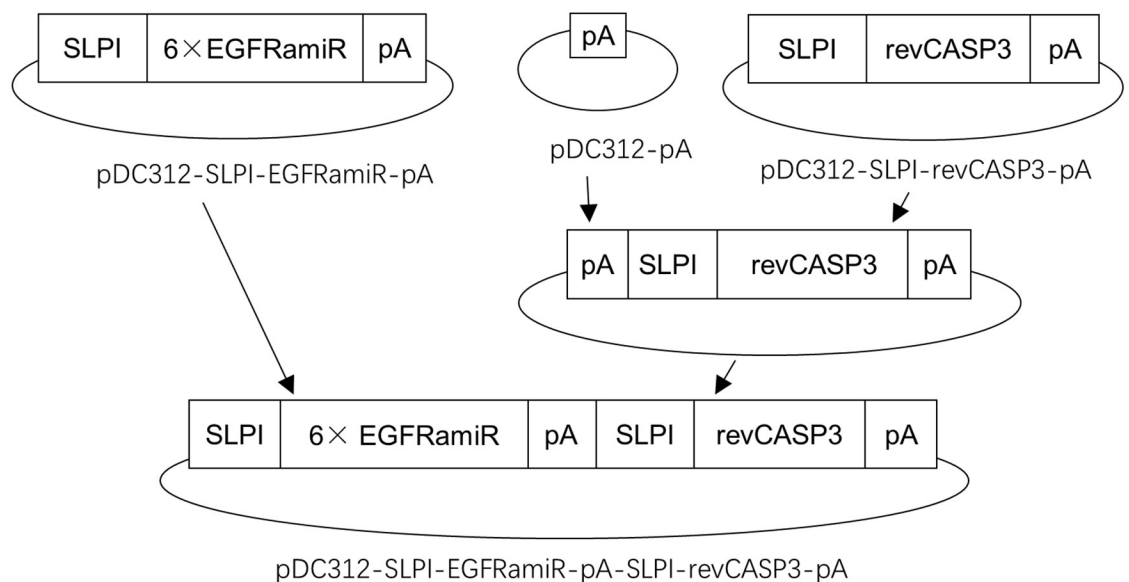 SLPI 6×EGFRamiR pA
pDC312-SLPI-EGFRamiR-pA
pA
pDC312-pA
SLPI revCASP3 pA
pDC312-SLPI-revCASP3-pA
pA SLPI revCASP3 pA
SLPI 6× EGFRamiR pA SLPI revCASP3 pA
pDC312-SLPI-EGFRamiR-pA-SLPI-revCASP3-pA